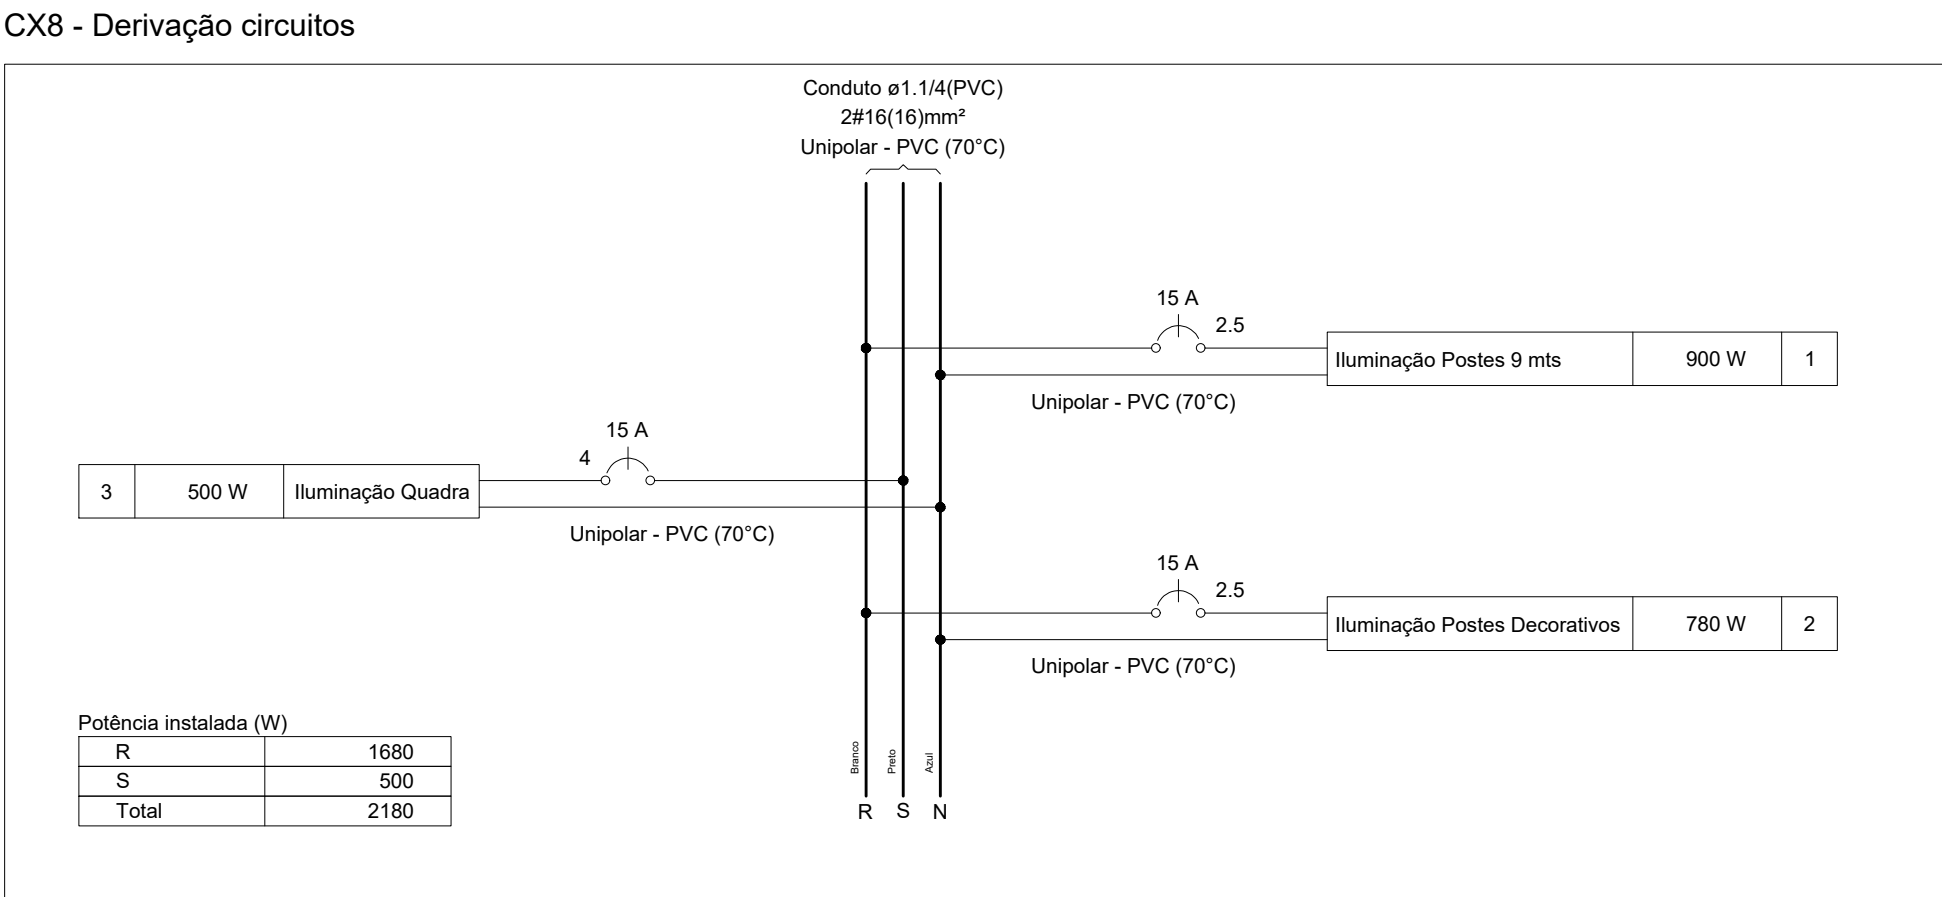 CX8 - Derivação circuitos
Conduto ø1.1/4(PVC)
2#16(16)mm²
Unipolar - PVC (70°C)
15 A
2.5
Iluminação Postes 9 mts 900 W 1
Unipolar - PVC (70°C)
15 A
4
3 500 W Iluminação Quadra
Unipolar - PVC (70°C)
15 A
2.5
Iluminação Postes Decorativos 780 W 2
Unipolar - PVC (70°C)
Potência instalada (W)
R 1680
S 500
Total 2180
Branco
Preto
Azul
R S N